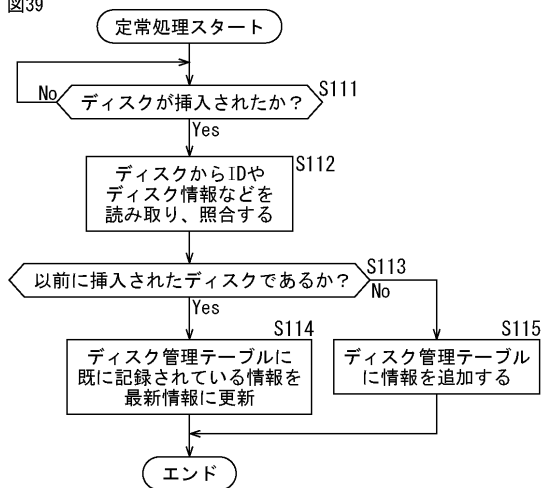 図39
定常処理スタート
ディスクが挿入されたか?
S111
No
Yes
ディスクからIDや
ディスク情報などを
読み取り、照合する
S112
以前に挿入されたディスクであるか?
S113
No
Yes
S114
ディスク管理テーブルに
既に記録されている情報を
最新情報に更新
S115
ディスク管理テーブル
に情報を追加する
エンド